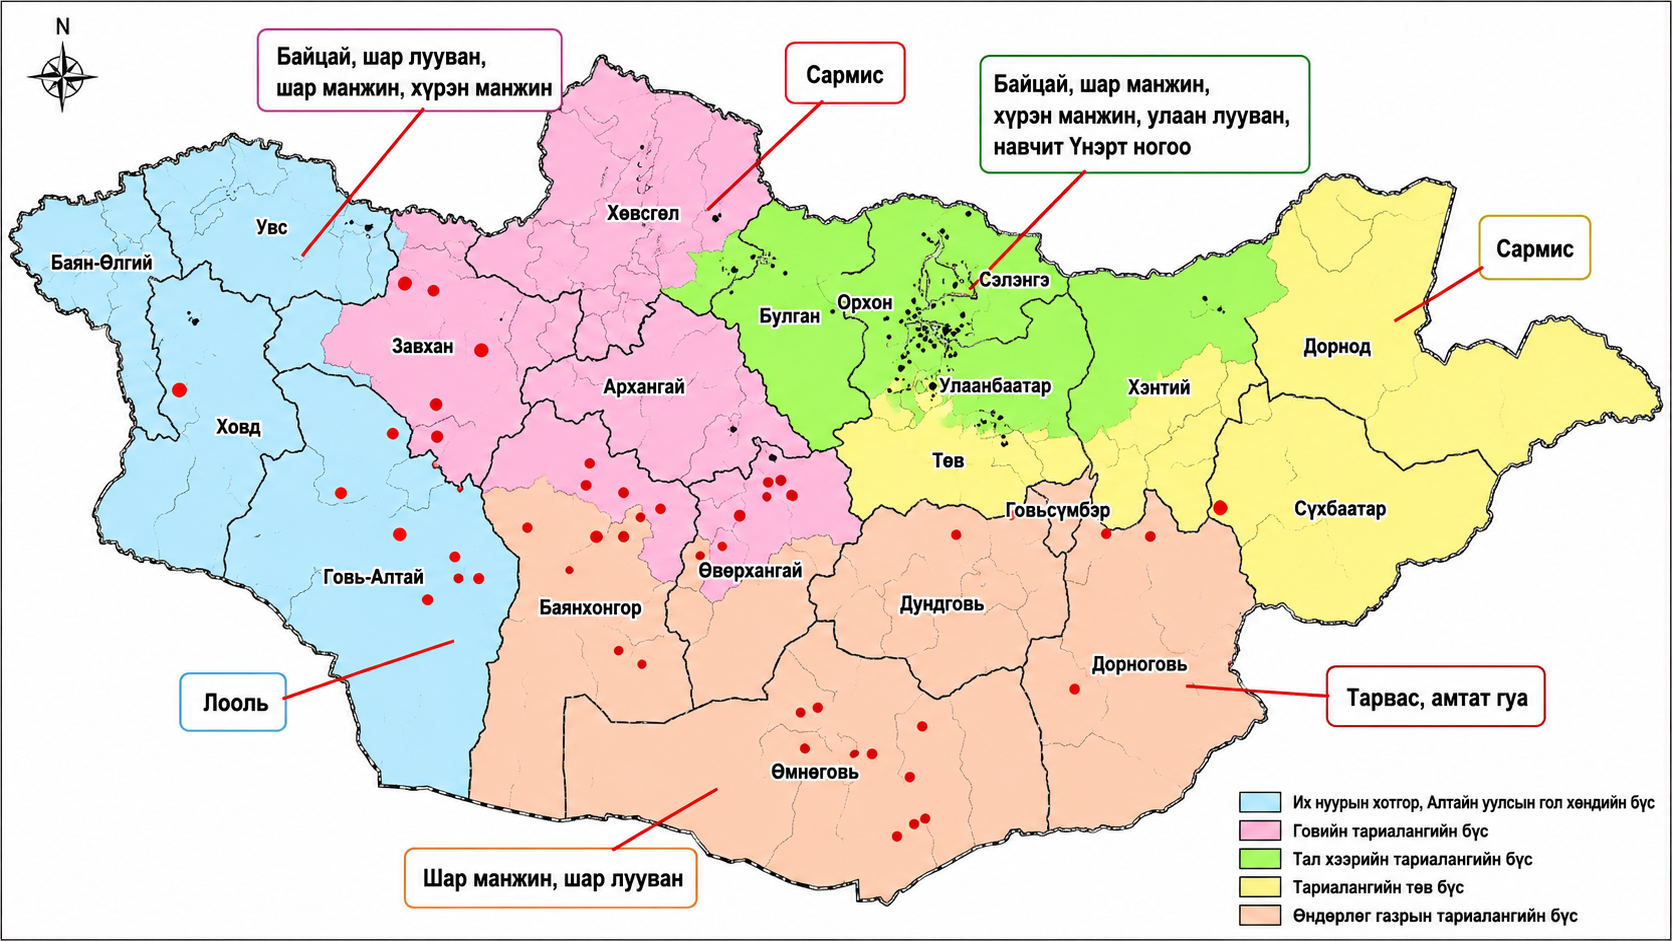 N
Байцай, шар лууван,
шар манжин, хүрэн манжин
Сармис
Байцай, шар манжин,
хүрэн манжин, улаан лууван,
навчит Үнэрт ногоо
Сармис
Увс
Баян-Өлгий
Хөвсгөл
Сэлэнгэ
Орхон
Булган
Завхан
Дорнод
Архангай
Улаанбаатар
Хэнтий
Ховд
Төв
Говьсүмбэр
Сүхбаатар
Говь-Алтай
Өвөрхангай
Баянхонгор
Дундговь
Дорноговь
Лооль
Тарвас, амтат гуа
Өмнөговь
Шар манжин, шар лууван
Их нуурын хотгор, Алтайн уулсын гол хөндийн бүс
Говийн тариалангийн бүс
Тал хээрийн тариалангийн бүс
Тариалангийн төв бүс
Өндөрлөг газрын тариалангийн бүс